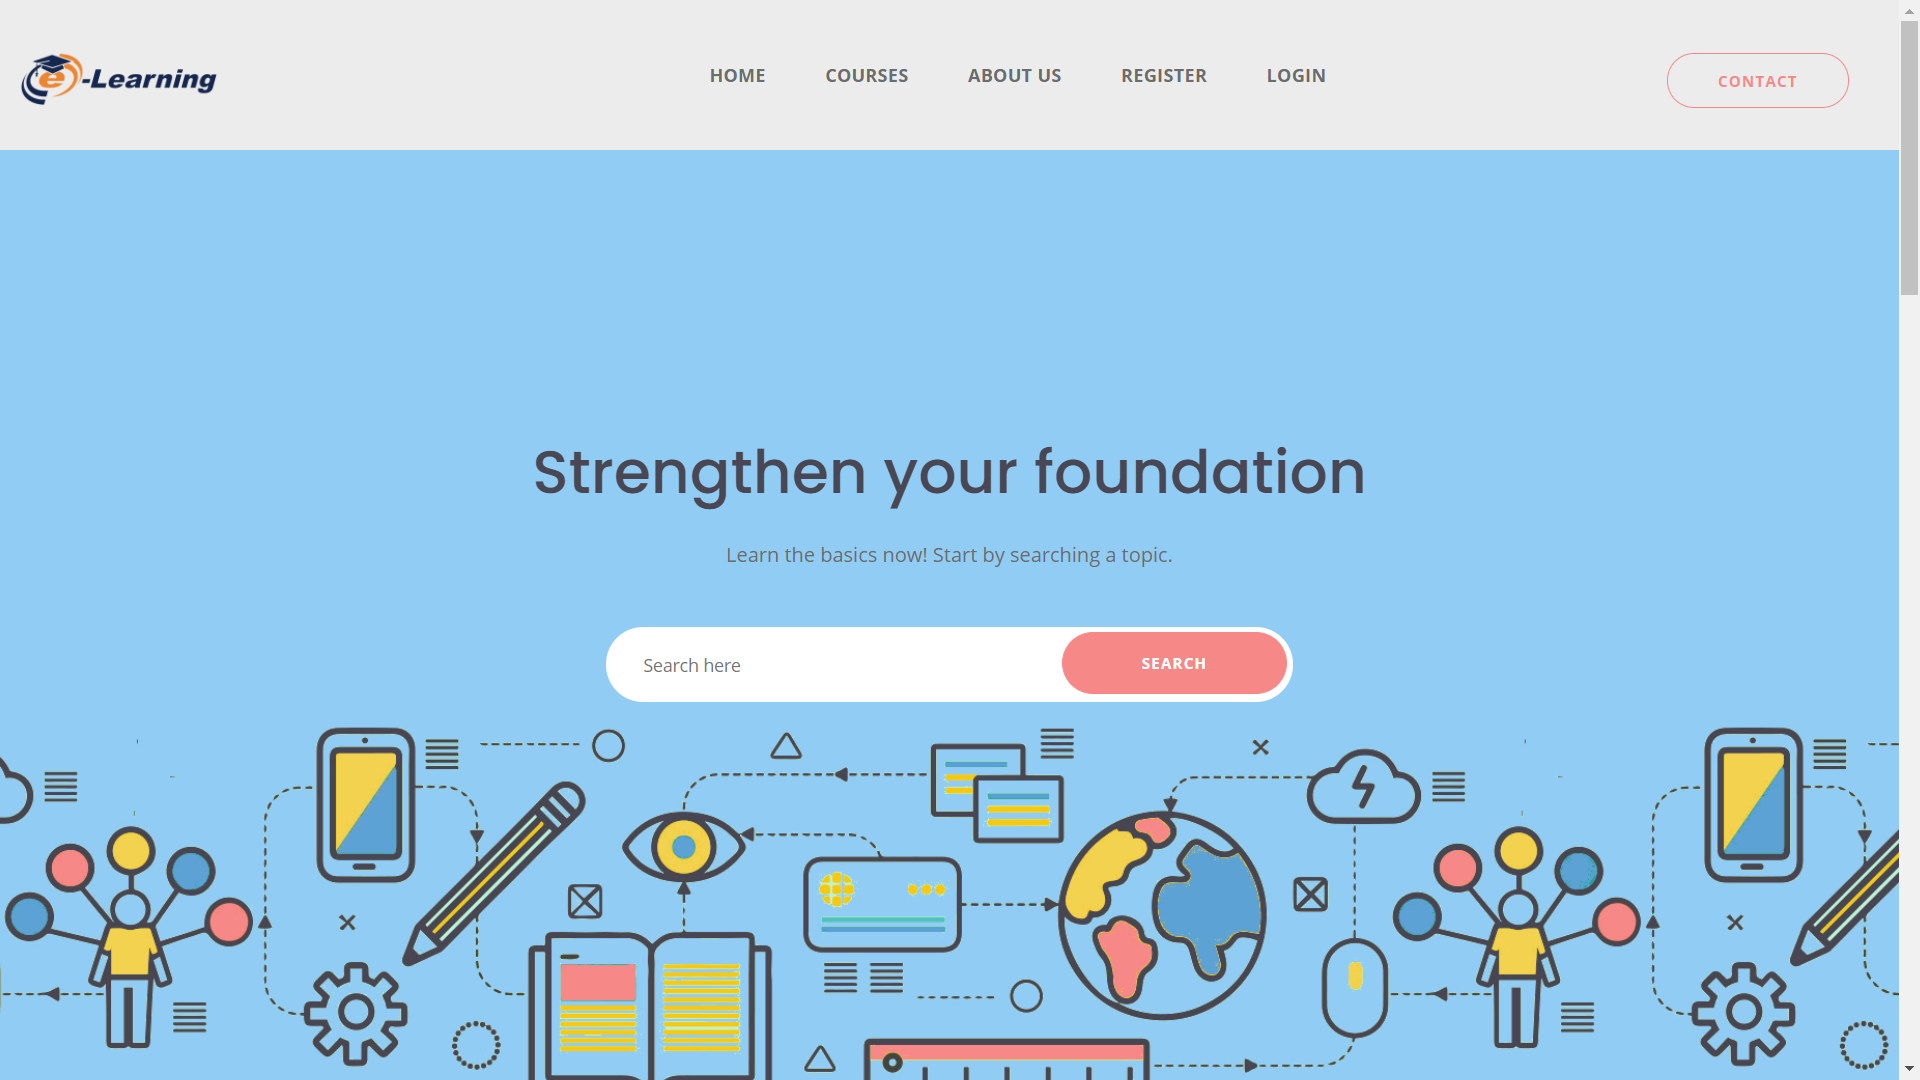 e-Learning
HOME COURSES ABOUT US REGISTER LOGIN
CONTACT
Strengthen your foundation
Learn the basics now! Start by searching a topic.
Search here
SEARCH